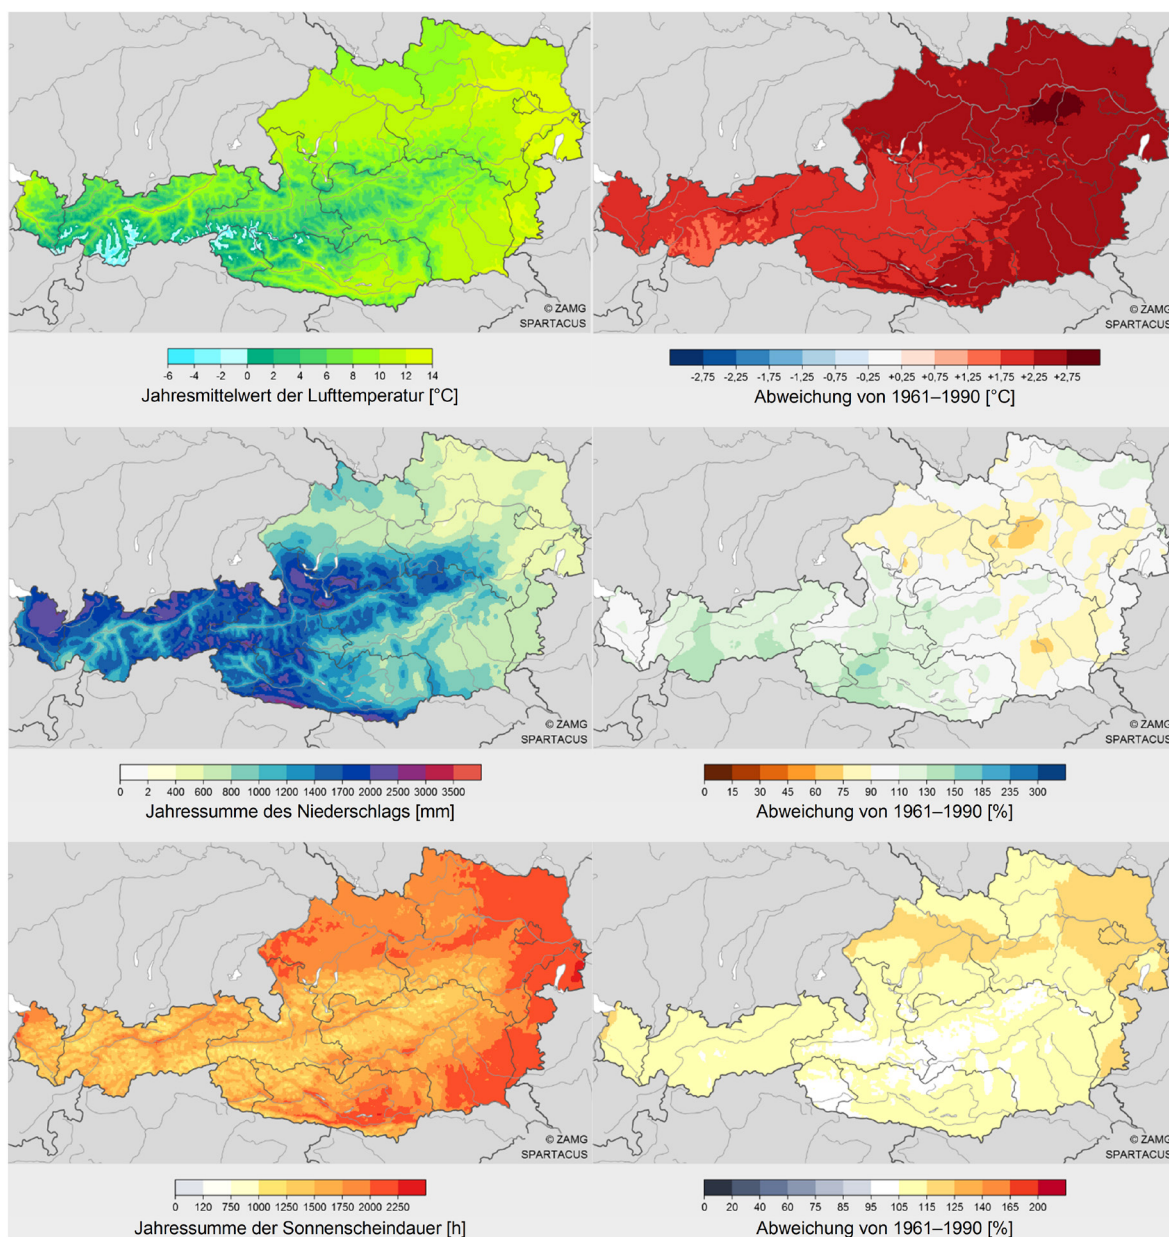 © ZAMG
SPARTACUS
© ZAMG
SPARTACUS
-6 -4 -2 0 2 4 6 8 10 12 14
Jahresmittelwert der Lufttemperatur [°C]
-2,75 -2,25 -1,75 -1,25 -0,75 -0,25 +0,25 +0,75 +1,25 +1,75 +2,25 +2,75
Abweichung von 1961–1990 [°C]
© ZAMG
SPARTACUS
© ZAMG
SPARTACUS
0 2 400 600 800 1000 1200 1400 1700 2000 2500 3000 3500
Jahressumme des Niederschlags [mm]
0 15 30 45 60 75 90 110 130 150 185 235 300
Abweichung von 1961–1990 [%]
© ZAMG
SPARTACUS
© ZAMG
SPARTACUS
0 120 750 1000 1250 1500 1750 2000 2250
Jahressumme der Sonnenscheindauer [h]
0 20 40 60 75 85 95 105 115 125 140 165 200
Abweichung von 1961–1990 [%]